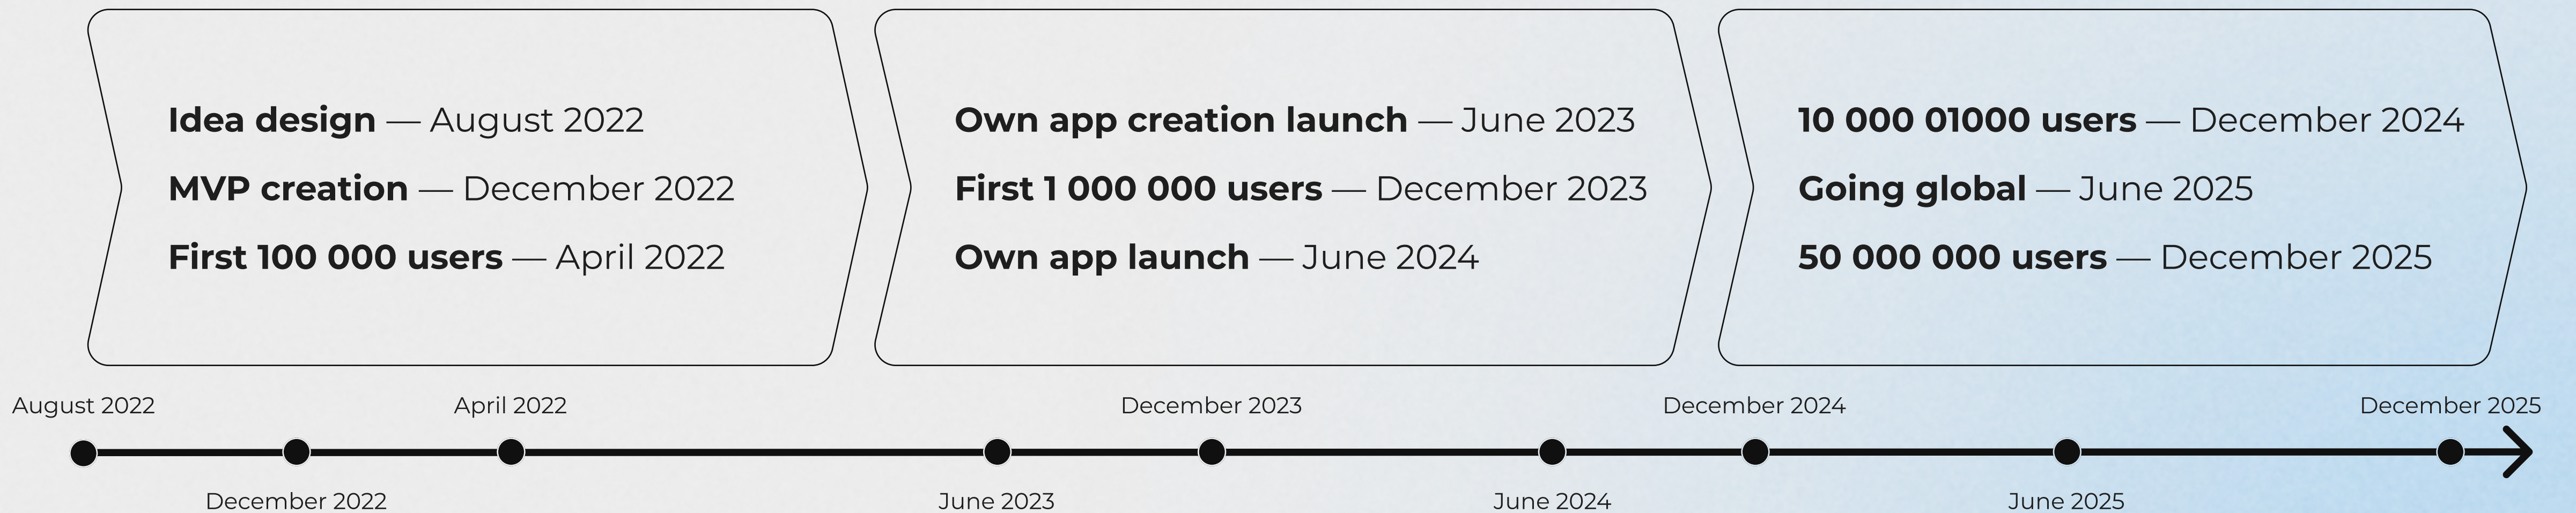 Idea design — August 2022
MVP creation — December 2022
First 100 000 users — April 2022
Own app creation launch — June 2023
First 1 000 000 users — December 2023
Own app launch — June 2024
10 000 01000 users — December 2024
Going global — June 2025
50 000 000 users — December 2025
August 2022
December 2022
April 2022
June 2023
December 2023
June 2024
December 2024
June 2025
December 2025